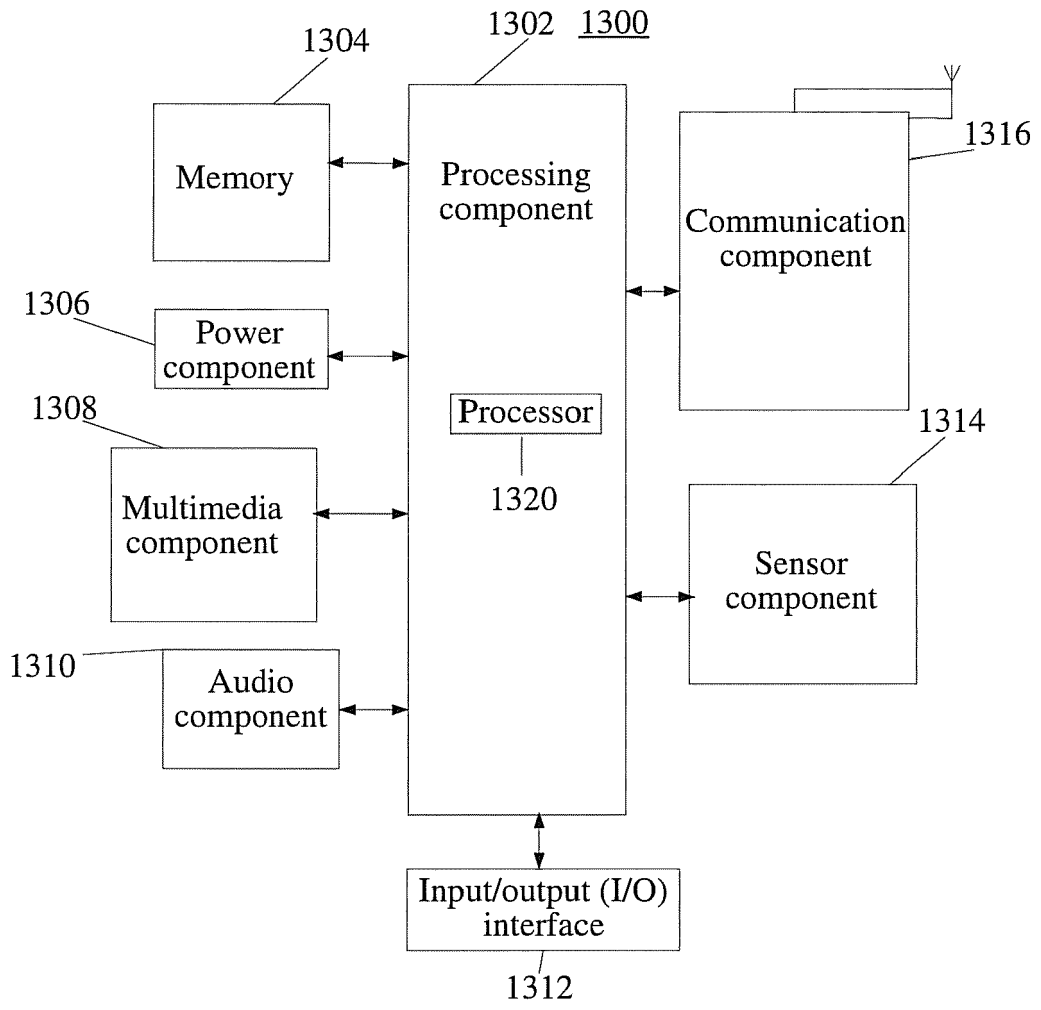 1302
1300
1304
1316
Memory
Processing
component
Communication
component
1306
Power
component
1308
Processor
1320
1314
Multimedia
component
Sensor
component
1310
Audio
component
Input/output (I/O)
interface
1312